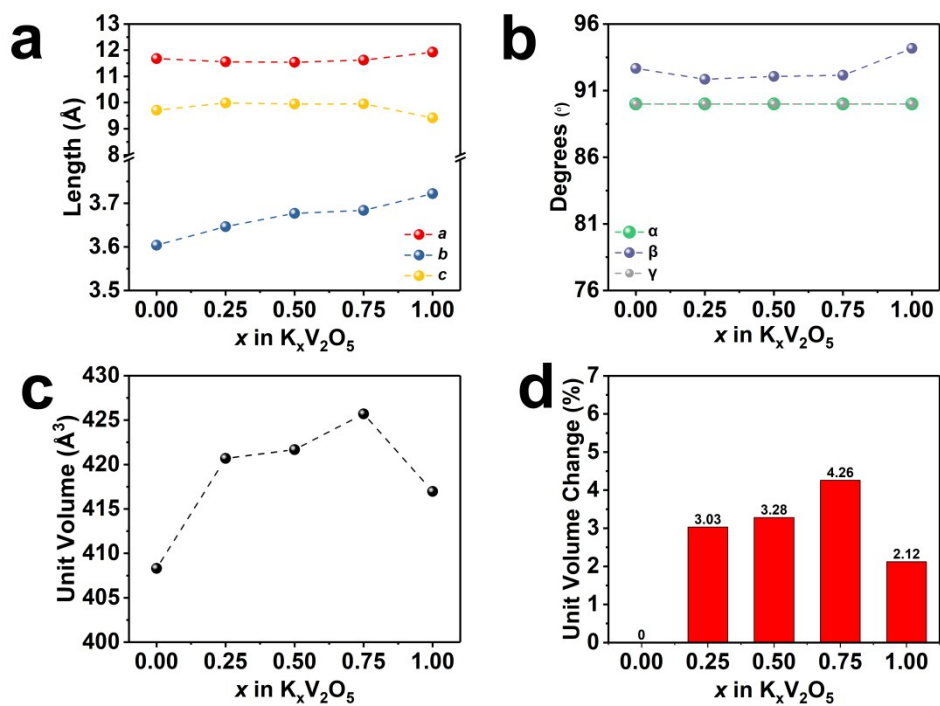 a
13
12
11
10
9
8
3.7
3.6
3.5
Length (Å)
a
b
c
0.00 0.25 0.50 0.75 1.00
x in KₓV₂O₅
b
96
91
86
81
76
Degrees (°)
α
β
γ
0.00 0.25 0.50 0.75 1.00
x in KₓV₂O₅
c
430
425
420
415
410
405
400
Unit Volume (Å³)
0.00 0.25 0.50 0.75 1.00
x in KₓV₂O₅
d
7
6
5
4
3
2
1
0
Unit Volume Change (%)
0
3.03
3.28
4.26
2.12
0.00 0.25 0.50 0.75 1.00
x in KₓV₂O₅